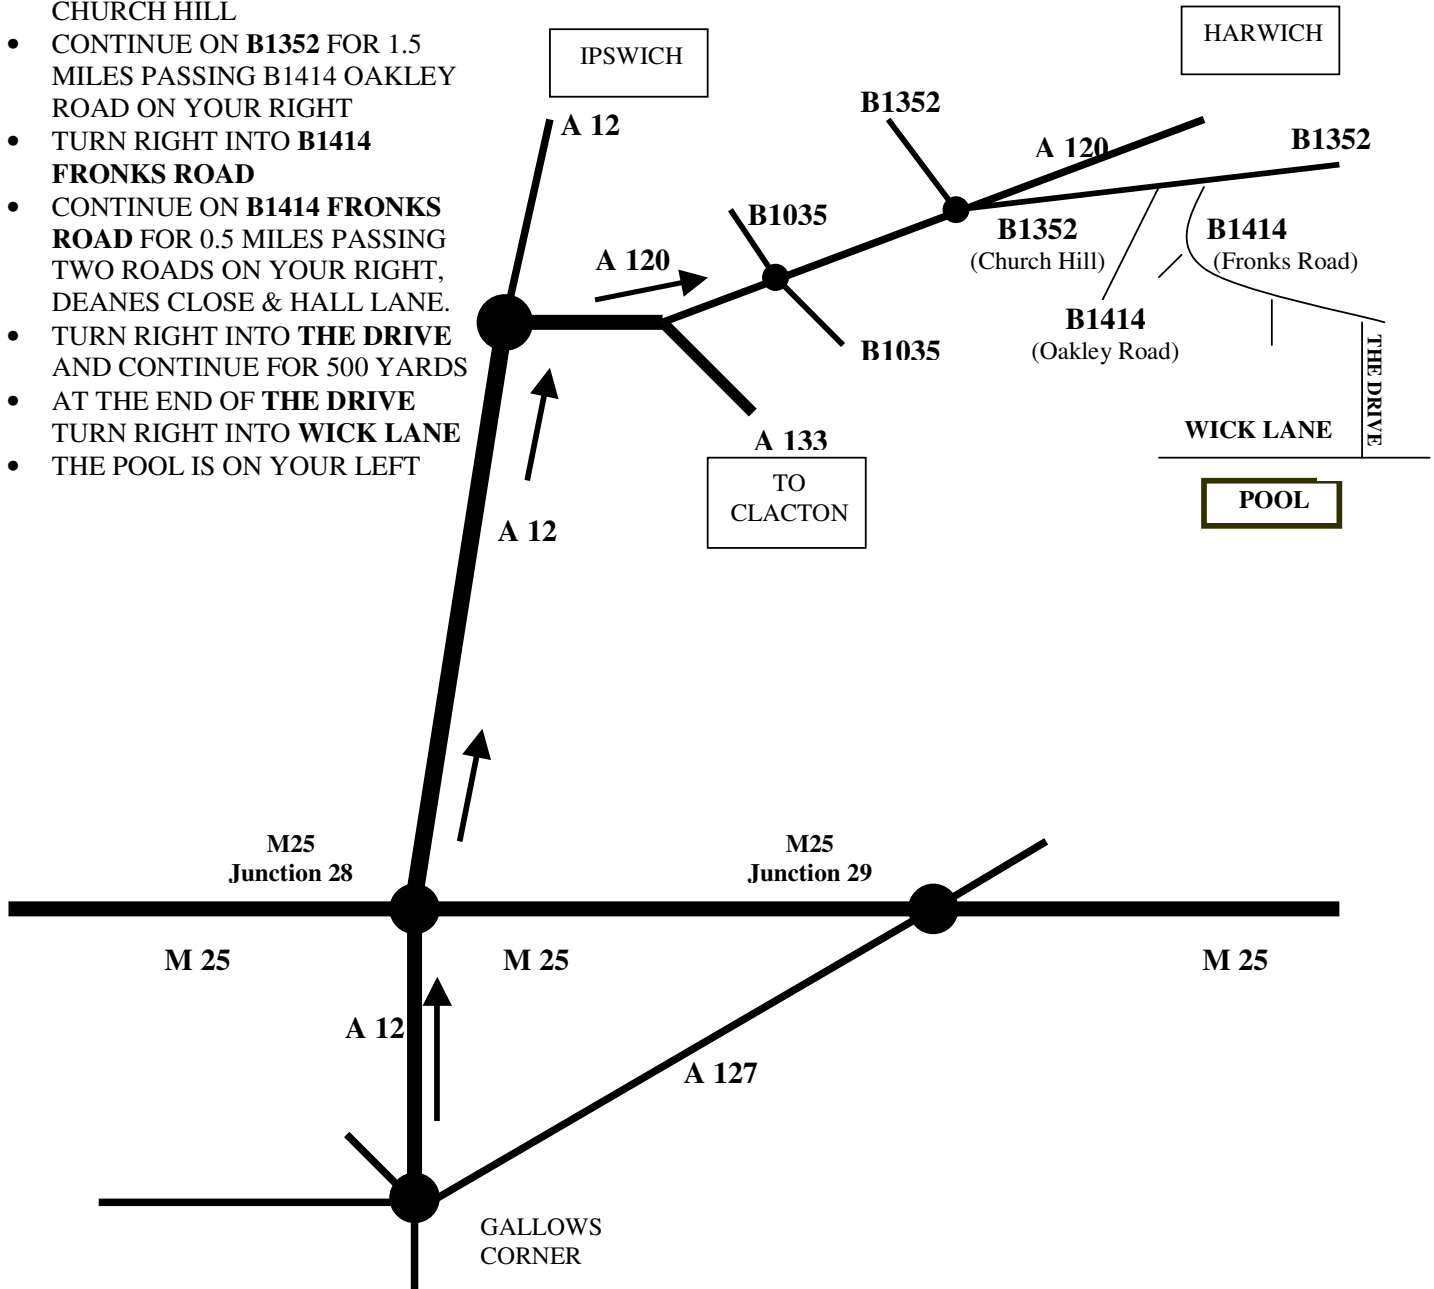 CHURCH HILL
• CONTINUE ON B1352 FOR 1.5
MILES PASSING B1414 OAKLEY
ROAD ON YOUR RIGHT
• TURN RIGHT INTO B1414
FRONKS ROAD
• CONTINUE ON B1414 FRONKS
ROAD FOR 0.5 MILES PASSING
TWO ROADS ON YOUR RIGHT,
DEANES CLOSE & HALL LANE.
• TURN RIGHT INTO THE DRIVE
AND CONTINUE FOR 500 YARDS
• AT THE END OF THE DRIVE
TURN RIGHT INTO WICK LANE
• THE POOL IS ON YOUR LEFT
IPSWICH
HARWICH
A 12
B1352
A 120
B1352
B1035
B1352
(Church Hill)
B1414
(Fronks Road)
A 120
B1414
(Oakley Road)
B1035
THE DRIVE
A 133
WICK LANE
TO
CLACTON
POOL
A 12
M25
Junction 28
M25
Junction 29
M 25
M 25
M 25
A 12
A 127
GALLOWS
CORNER